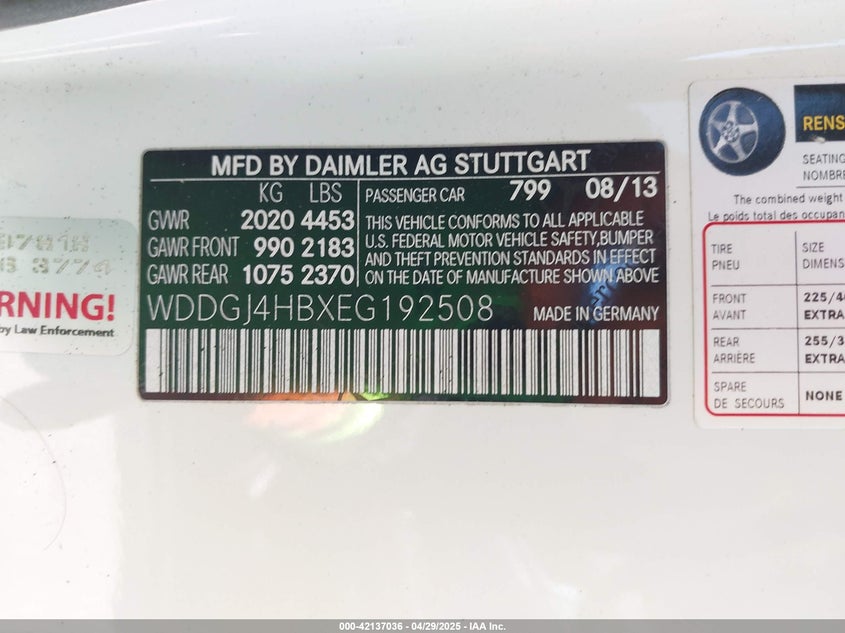 MFD BY DAIMLER AG STUTTGART
KG LBS
GVWR 2020 4453
GAWR FRONT 990 2183
GAWR REAR 1075 2370
PASSENGER CAR 799 08/13
THIS VEHICLE CONFORMS TO ALL APPLICABLE
U.S. FEDERAL MOTOR VEHICLE SAFETY,BUMPER
AND THEFT PREVENTION STANDARDS IN EFFECT
ON THE DATE OF MANUFACTURE SHOWN ABOVE
WDDGJ4HBXEG192508 MADE IN GERMANY
3774
RNING!
by Law Enforcement
RENS
SEATING
NOMBRE
The combined weight
Le poids total des occupan
TIRE SIZE
PNEU DIMENS
FRONT 225/4
AVANT EXTRA
REAR 255/3
ARRIÈRE EXTRA
SPARE NONE
DE SECOURS
000-42137036 - 04/29/2025 - IAA Inc.